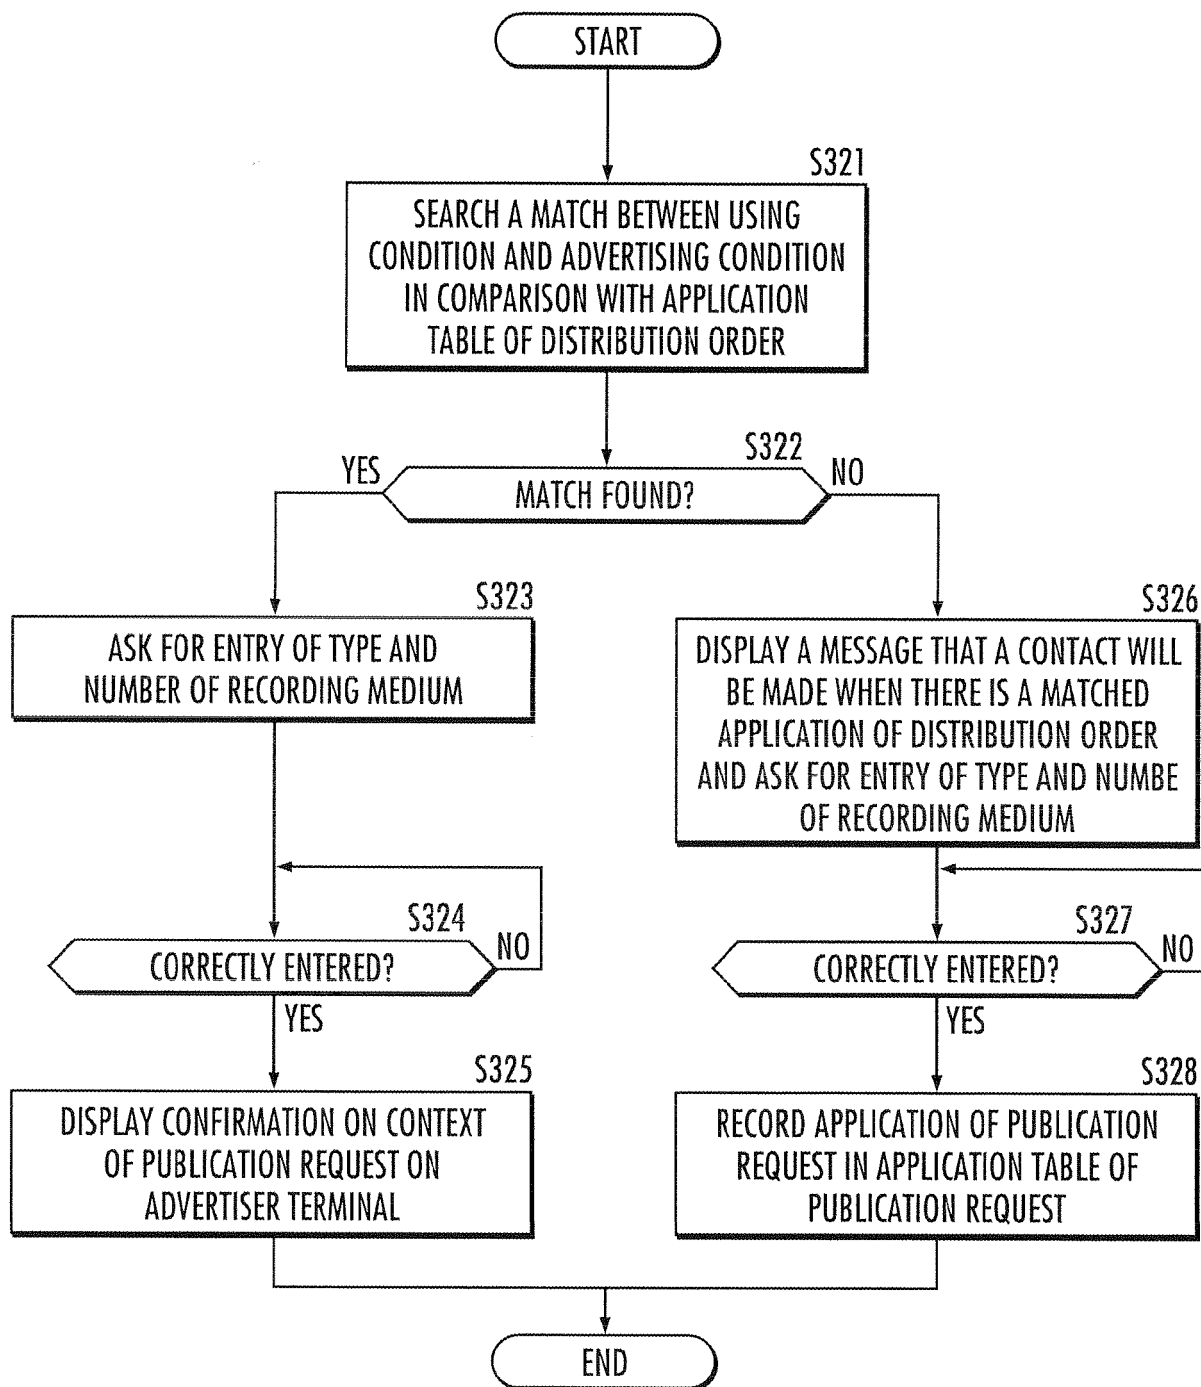 START
S321
SEARCH A MATCH BETWEEN USING
CONDITION AND ADVERTISING CONDITION
IN COMPARISON WITH APPLICATION
TABLE OF DISTRIBUTION ORDER
S322
YES
NO
MATCH FOUND?
S323
ASK FOR ENTRY OF TYPE AND
NUMBER OF RECORDING MEDIUM
S326
DISPLAY A MESSAGE THAT A CONTACT WILL
BE MADE WHEN THERE IS A MATCHED
APPLICATION OF DISTRIBUTION ORDER
AND ASK FOR ENTRY OF TYPE AND NUMBE
OF RECORDING MEDIUM
S324
CORRECTLY ENTERED?
NO
YES
S327
CORRECTLY ENTERED?
NO
YES
S325
DISPLAY CONFIRMATION ON CONTEXT
OF PUBLICATION REQUEST ON
ADVERTISER TERMINAL
S328
RECORD APPLICATION OF PUBLICATION
REQUEST IN APPLICATION TABLE OF
PUBLICATION REQUEST
END